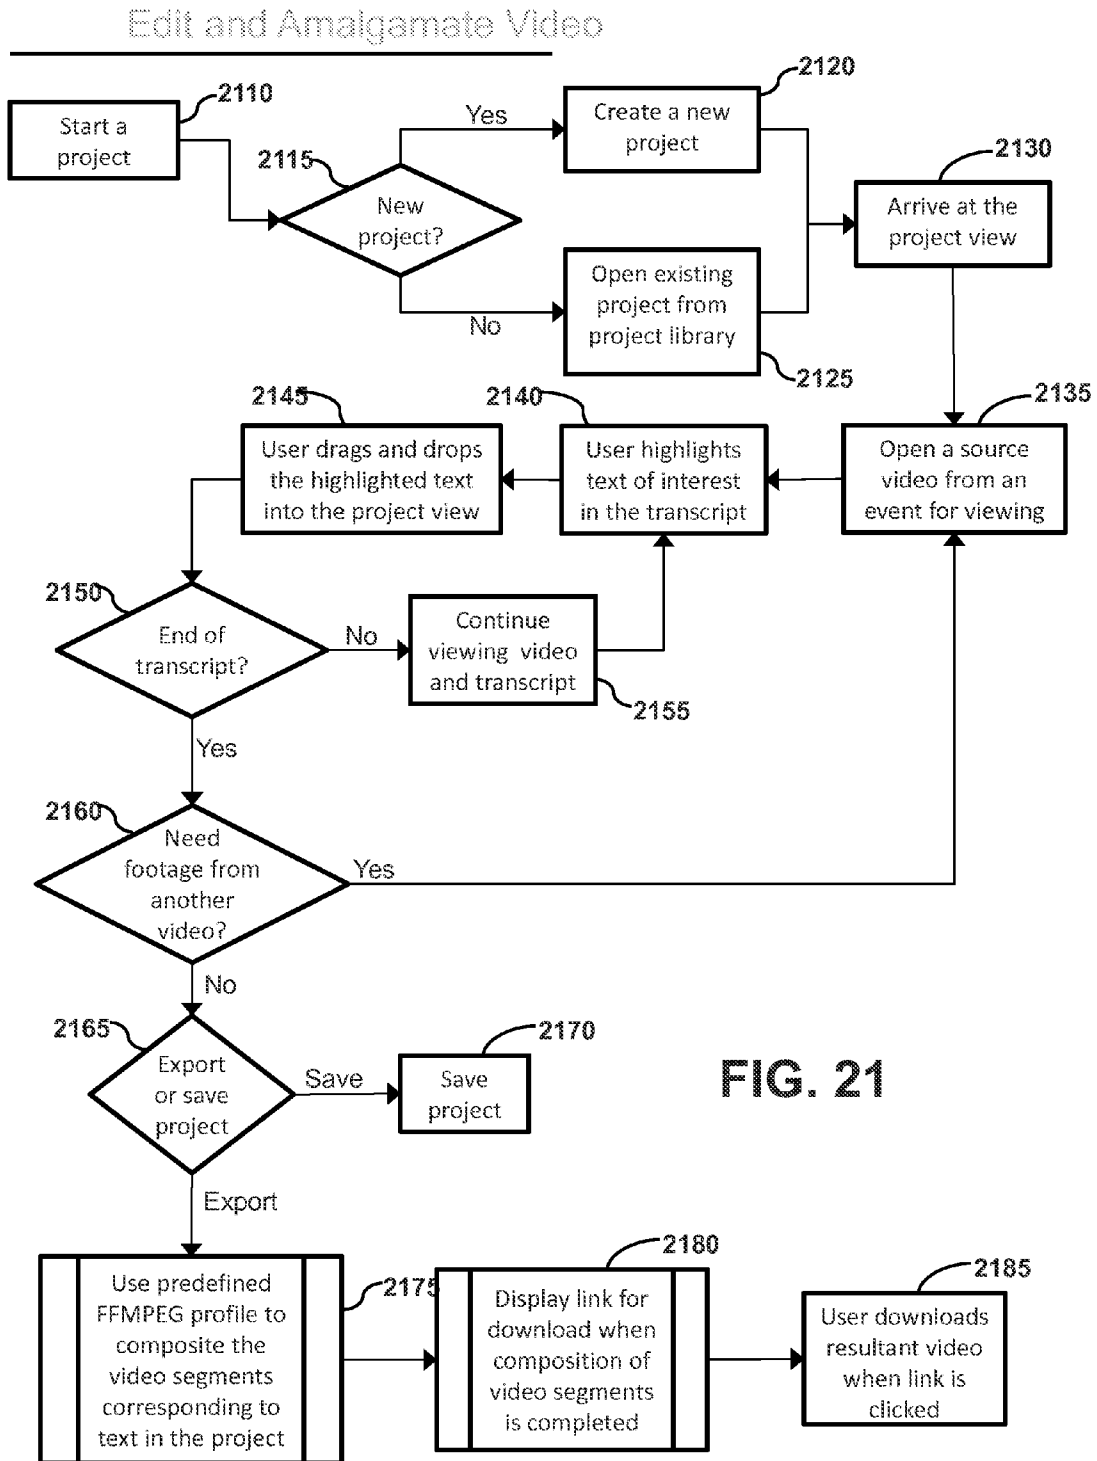 Edit and Amalgamate Video
2110
Start a
project
2115
New
project?
Yes
No
2120
Create a new
project
Open existing
project from
project library
2125
2130
Arrive at the
project view
2135
Open a source
video from an
event for viewing
2140
User highlights
text of interest
in the transcript
2145
User drags and drops
the highlighted text
into the project view
2150
End of
transcript?
No
Continue
viewing video
and transcript
2155
Yes
2160
Need
footage from
another
video?
Yes
No
2165
Export
or save
project
Save
2170
Save
project
FIG. 21
Export
Use predefined
FFMPEG profile to
composite the
video segments
corresponding to
text in the project
2175
2180
Display link for
download when
composition of
video segments
is completed
2185
User downloads
resultant video
when link is
clicked